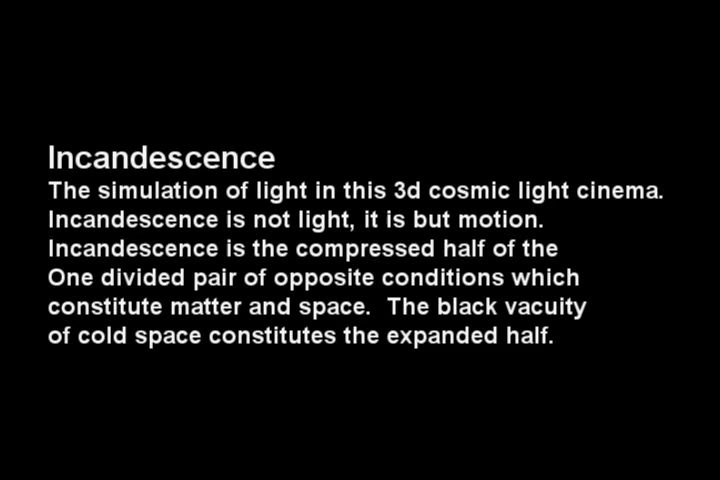 Incandescence
The simulation of light in this 3d cosmic light cinema.
Incandescence is not light, it is but motion.
Incandescence is the compressed half of the
One divided pair of opposite conditions which
constitute matter and space.  The black vacuity
of cold space constitutes the expanded half.